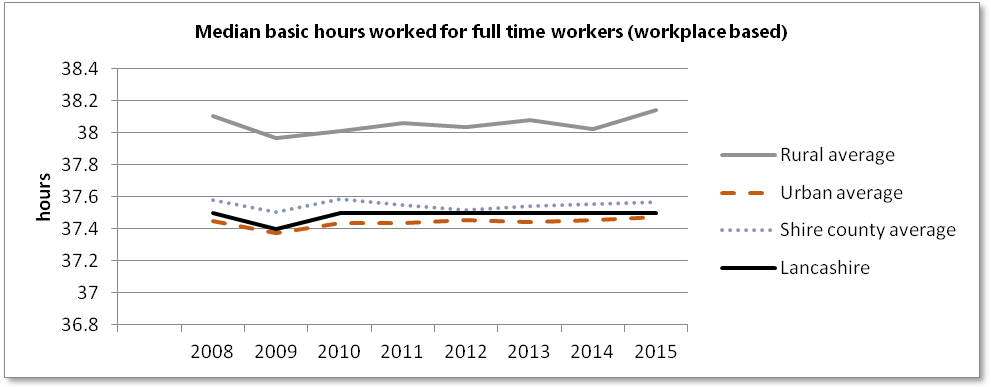 Median basic hours worked for full time workers (workplace based)
hours
38.4
38.2
38
37.8
37.6
37.4
37.2
37
36.8
2008 2009 2010 2011 2012 2013 2014 2015
Rural average
Urban average
Shire county average
Lancashire